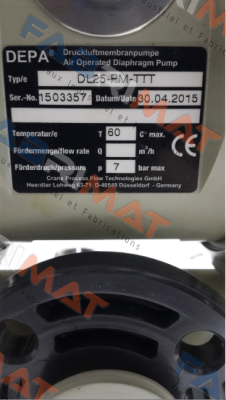 DEPA® Druckluftmembranpumpe
Air Operated Diaphragm Pump
Typ/e DL25-PM-TTT
Ser.-No. 1503357 Datum/Date 30.04.2015
Temperatur/e T 60 C° max.
Fördermenge/flow rate Q m³/h
Förderdruck/pressure p 7 bar max
CE
Crane Process Flow Technologies GmbH
Heerdter Lohweg 63-71 D-40549 Düsseldorf - Germany